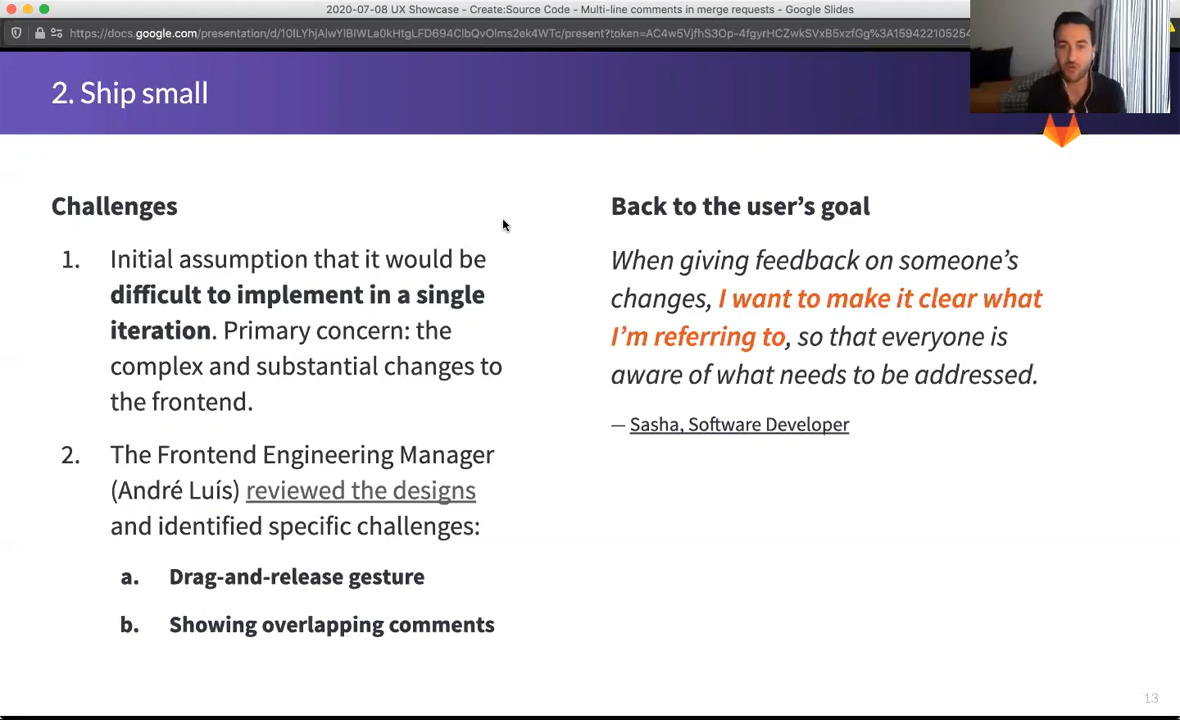 2020-07-08 UX Showcase - Create:Source Code - Multi-line comments in merge requests - Google Slides
2. Ship small
Challenges
1. Initial assumption that it would be
difficult to implement in a single
iteration. Primary concern: the
complex and substantial changes to
the frontend.
2. The Frontend Engineering Manager
(André Luís) reviewed the designs
and identified specific challenges:
a. Drag-and-release gesture
b. Showing overlapping comments
Back to the user’s goal
When giving feedback on someone’s
changes, I want to make it clear what
I’m referring to, so that everyone is
aware of what needs to be addressed.
— Sasha, Software Developer
13